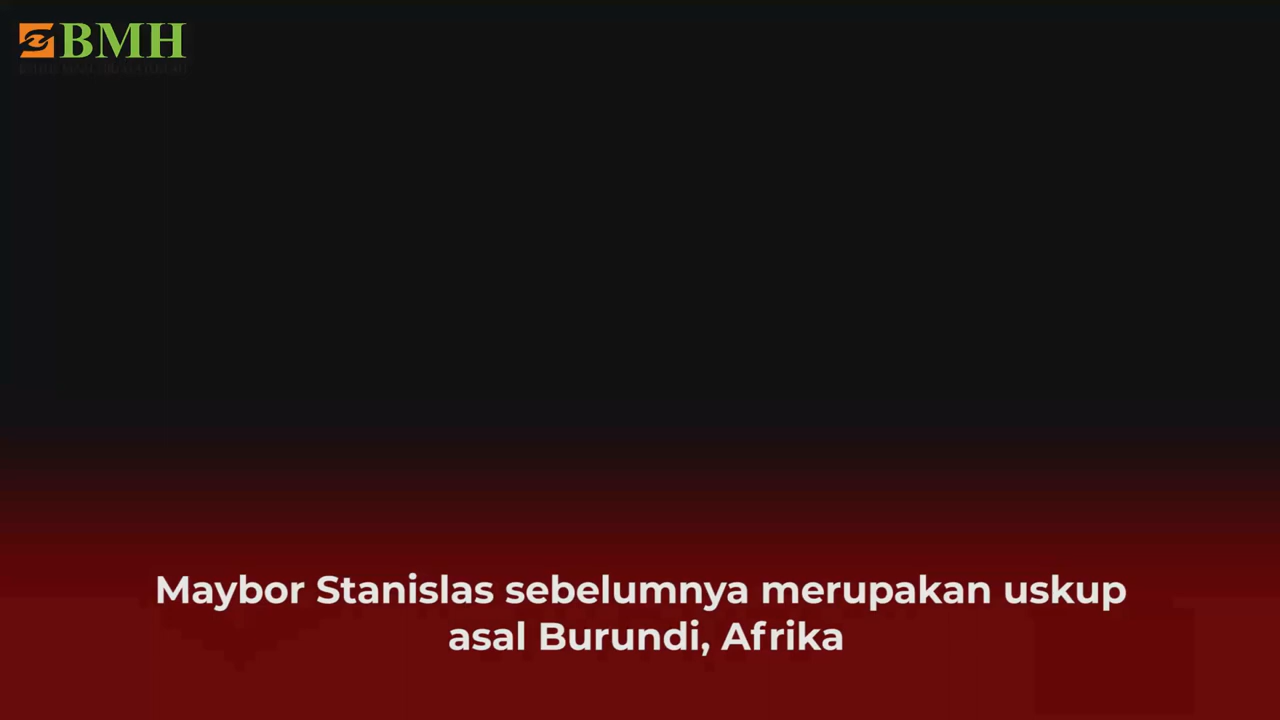 BMH
Maybor Stanislas sebelumnya merupakan uskup
asal Burundi, Afrika